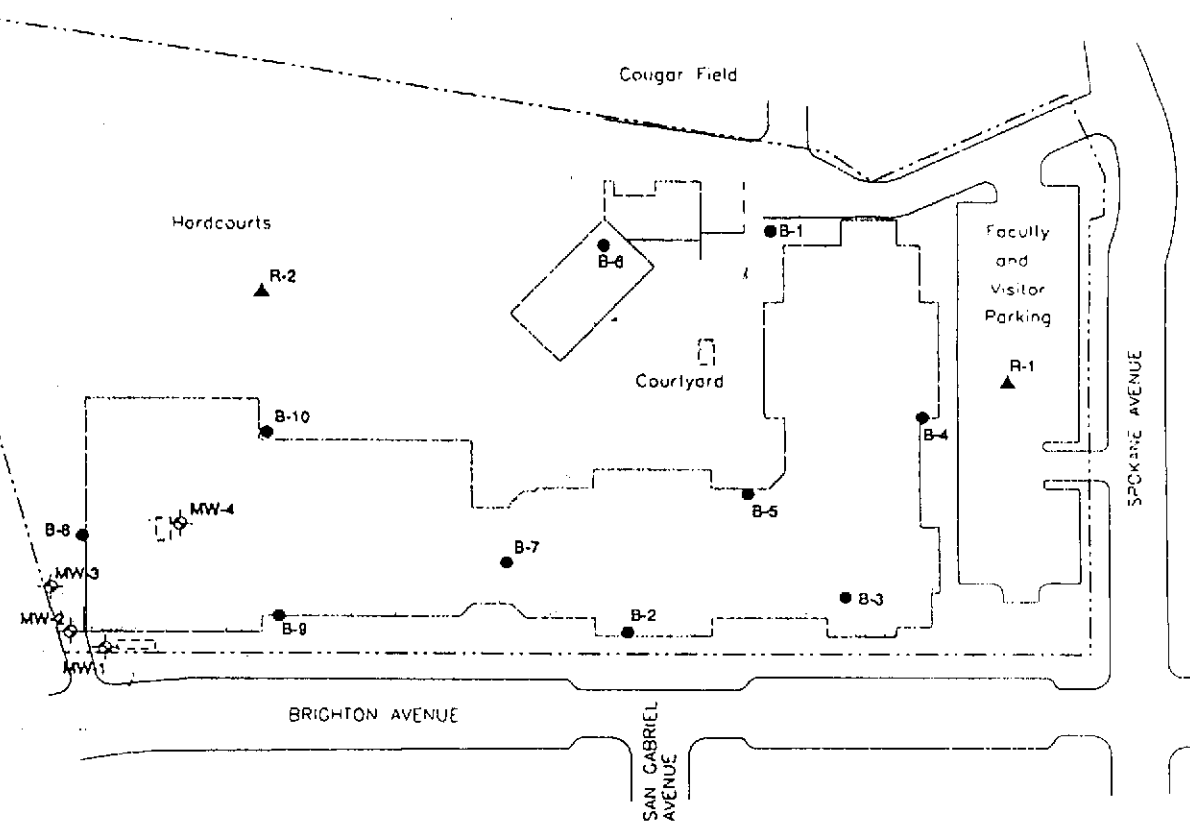 Cougar Field
Hardcourts
B-1
Faculty
and
Visitor
Parking
B-6
R-2
R-1
Courtyard
SPOKANE AVENUE
B-10
B-4
MW-4
B-5
B-8
B-7
MW-3
B-3
MW-2
B-9
B-2
MW-1
BRIGHTON AVENUE
SAN GABRIEL
AVENUE